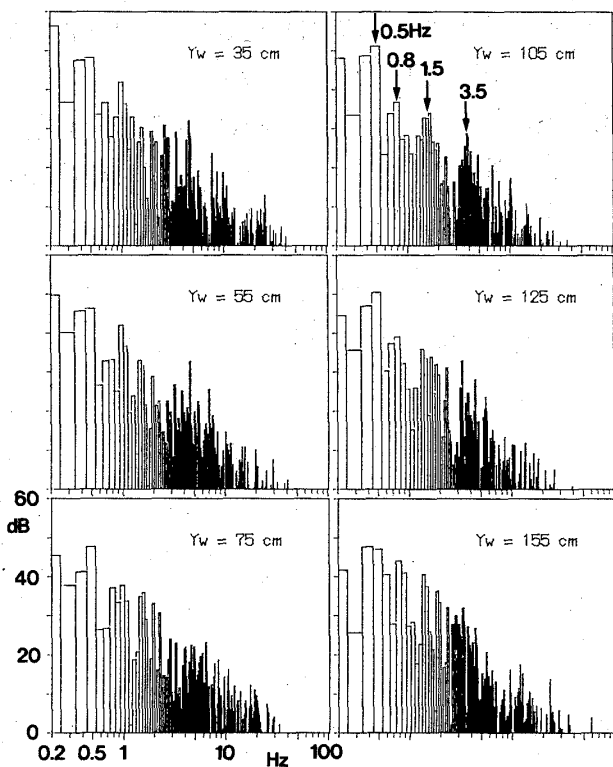 Yw = 35 cm
Yw = 105 cm
0.5Hz
0.8
1.5
3.5
Yw = 55 cm
Yw = 125 cm
60
dB
40
20
0
Yw = 75 cm
Yw = 155 cm
0.2 0.5 1 10 Hz 100